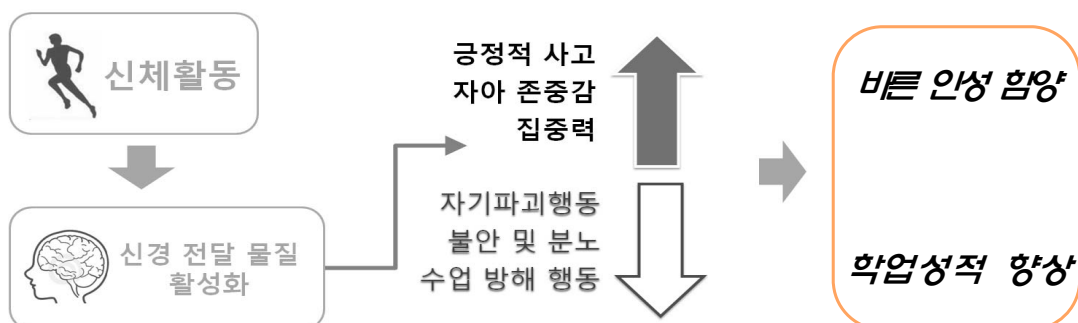 신체활동
신경 전달 물질
활성화
긍정적 사고
자아 존중감
집중력
자기파괴행동
불안 및 분노
수업 방해 행동
바른 인성 함양
학업성적 향상